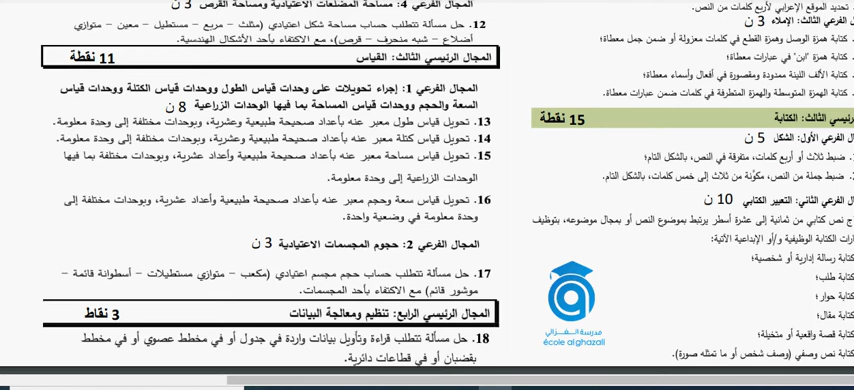 تحديد الموقع الإعرابي لأربع كلمات من النص.
الفرعي الثالث: الإملاء 3 ن
كتابة همزة الوصل وهمزة القطع في كلمات معزولة أو ضمن جمل معطاة؛
كتابة همزة "ابن" في عبارات معطاة؛
كتابة الألف اللينة ممدودة ومقصورة في أفعال وأسماء معطاة؛
كتابة الهمزة المتوسطة والهمزة المتطرفة في كلمات ضمن عبارات معطاة.
رئيسي الثالث: الكتابة 15 نقطة
ال الفرعي الأول: الشكل 5 ن
ضبط ثلاث أو أربع كلمات، متفرقة في النص، بالشكل التام؛
ضبط جملة من النص، مكوَّنة من ثلاث إلى خمس كلمات، بالشكل التام.
ال الفرعي الثاني: التعبير الكتابي 10 ن
ج نص كتابي من ثمانية إلى عشرة أسطر يرتبط بموضوع النص أو بمجال موضوعه، بتوظيف
ارات الكتابة الوظيفية و/أو الإبداعية الآتية:
كتابة رسالة إدارية أو شخصية؛
كتابة طلب؛
كتابة حوار؛
كتابة مقال؛
كتابة قصة واقعية أو متخيلة؛
كتابة نص وصفي (وصف شخص أو ما تمثله صورة).
مدرسة الغزالي
école alghazali
المجال الفرعي 4: مساحة المضلعات الاعتيادية ومساحة القرص 3 ن
12. حل مسألة تتطلب حساب مساحة شكل اعتيادي (مثلث – مربع – مستطيل – معين – متوازي
أضلاع – شبه منحرف – قرص)، مع الاكتفاء بأحد الأشكال الهندسية.
المجال الرئيسي الثالث: القياس 11 نقطة
المجال الفرعي 1: إجراء تحويلات على وحدات قياس الطول ووحدات قياس الكتلة ووحدات قياس
السعة والحجم ووحدات قياس المساحة بما فيها الوحدات الزراعية 8 ن
13. تحويل قياس طول معبر عنه بأعداد صحيحة طبيعية وعشرية، وبوحدات مختلفة إلى وحدة معلومة.
14. تحويل قياس كتلة معبر عنه بأعداد صحيحة طبيعية وعشرية، وبوحدات مختلفة إلى وحدة معلومة.
15. تحويل قياس مساحة معبر عنه بأعداد صحيحة طبيعية وأعداد عشرية، وبوحدات مختلفة بما فيها
الوحدات الزراعية إلى وحدة معلومة.
16. تحويل قياس سعة وحجم معبر عنه بأعداد صحيحة طبيعية وأعداد عشرية، وبوحدات مختلفة إلى
وحدة معلومة في وضعية واحدة.
المجال الفرعي 2: حجوم المجسمات الاعتيادية 3 ن
17. حل مسألة تتطلب حساب حجم مجسم اعتيادي (مكعب – متوازي مستطيلات – أسطوانة قائمة –
موشور قائم) مع الاكتفاء بأحد المجسمات.
المجال الرئيسي الرابع: تنظيم ومعالجة البيانات 3 نقاط
18. حل مسألة تتطلب قراءة وتأويل بيانات واردة في جدول أو في مخطط عصوي أو في مخطط
بقضبان أو في قطاعات دائرية.